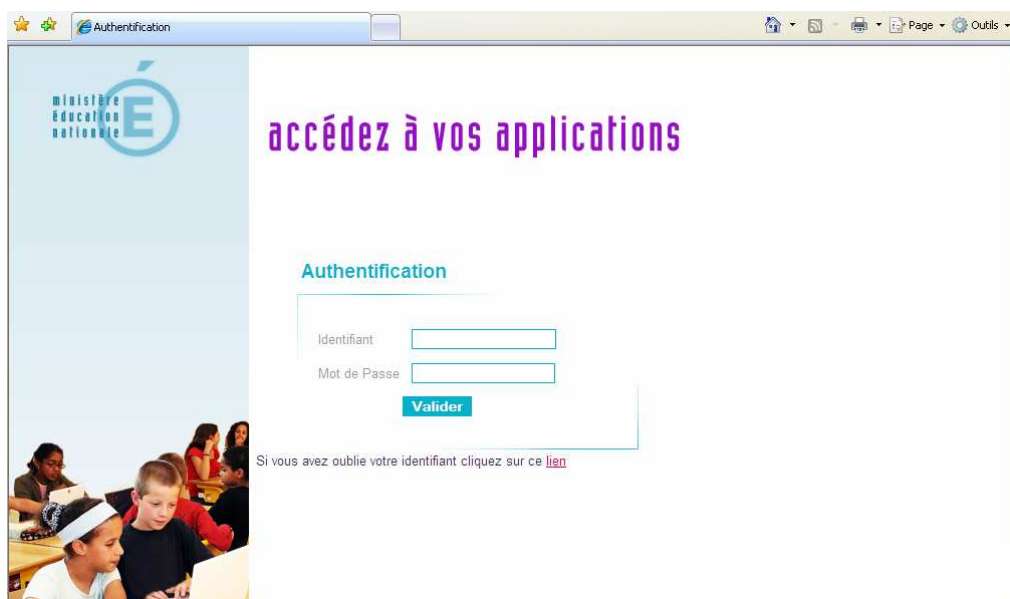 Authentification
Page
Outils
ministère
éducation
nationale
É
accédez à vos applications
Authentification
Identifiant
Mot de Passe
Valider
Si vous avez oublie votre identifiant cliquez sur ce lien